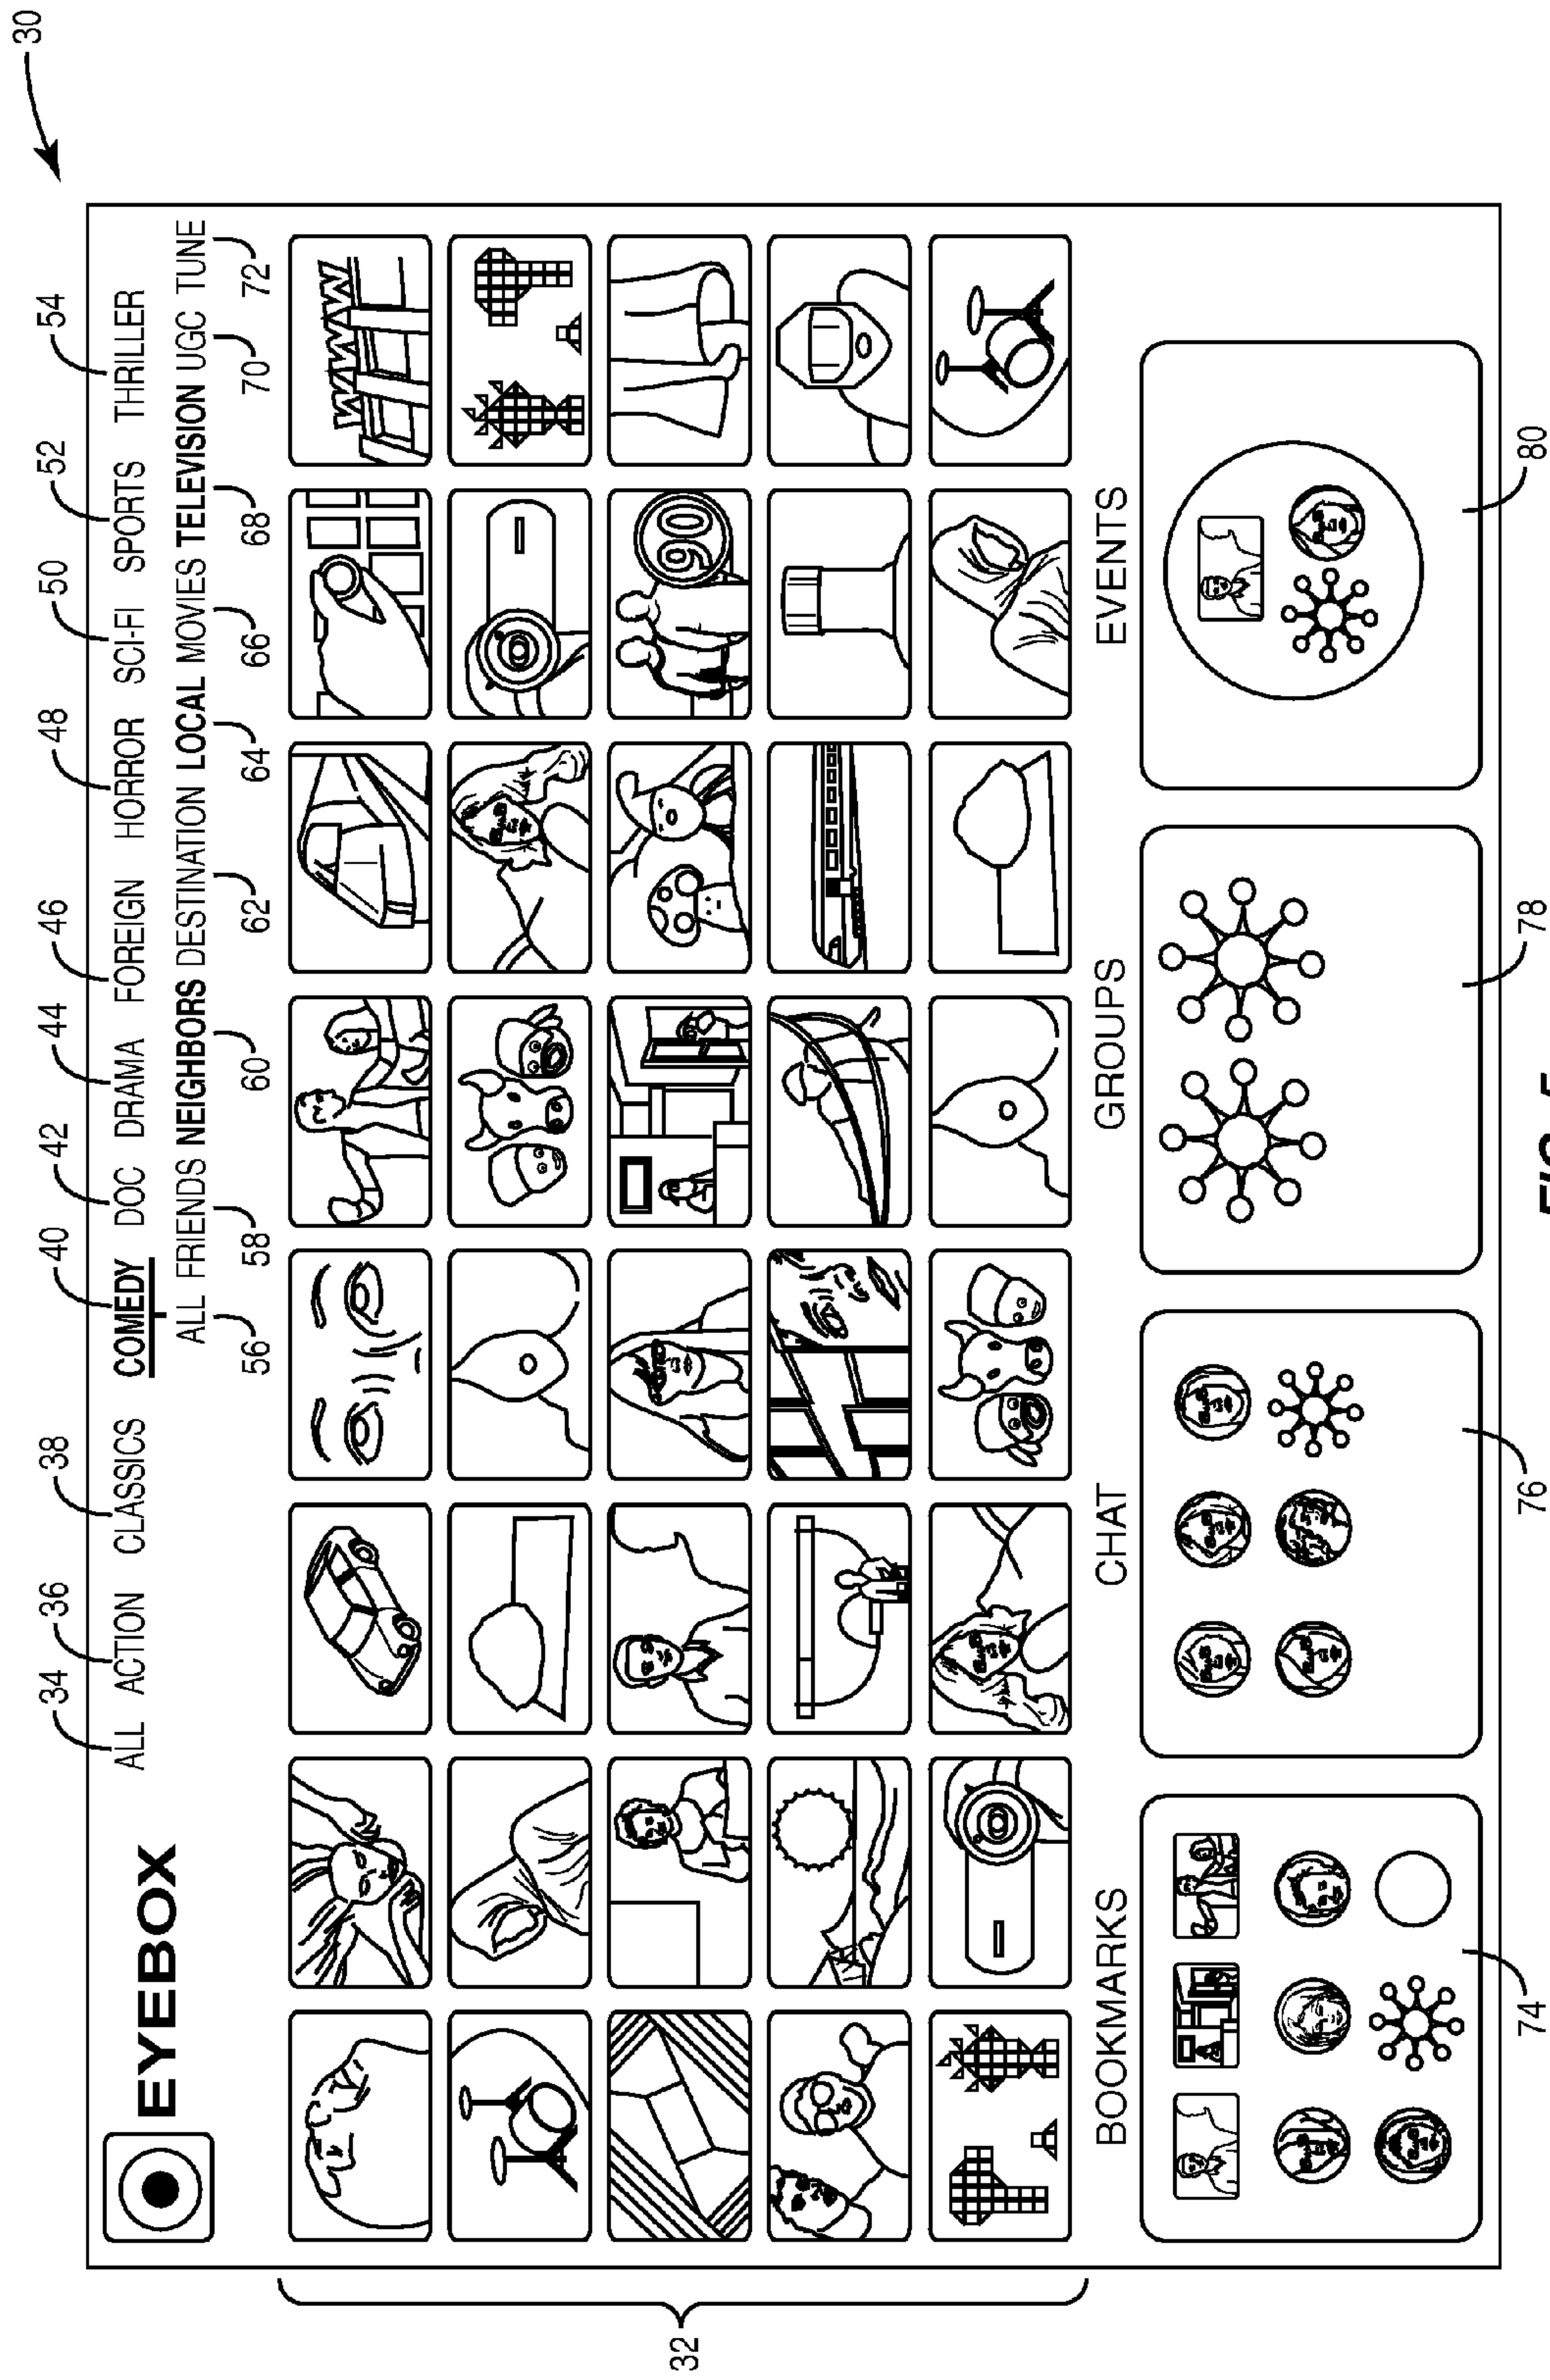 30
34 36 38 40 42 44 46 48 50 52 54
EYEBOX
ALL ACTION CLASSICS COMEDY DOC DRAMA FOREIGN HORROR SCI-FI SPORTS THRILLER
ALL FRIENDS NEIGHBORS DESTINATION LOCAL MOVIES TELEVISION UGC TUNE
56 58 60 62 64 66 68 70 72
32
90
BOOKMARKS CHAT GROUPS EVENTS
74 76 78 80